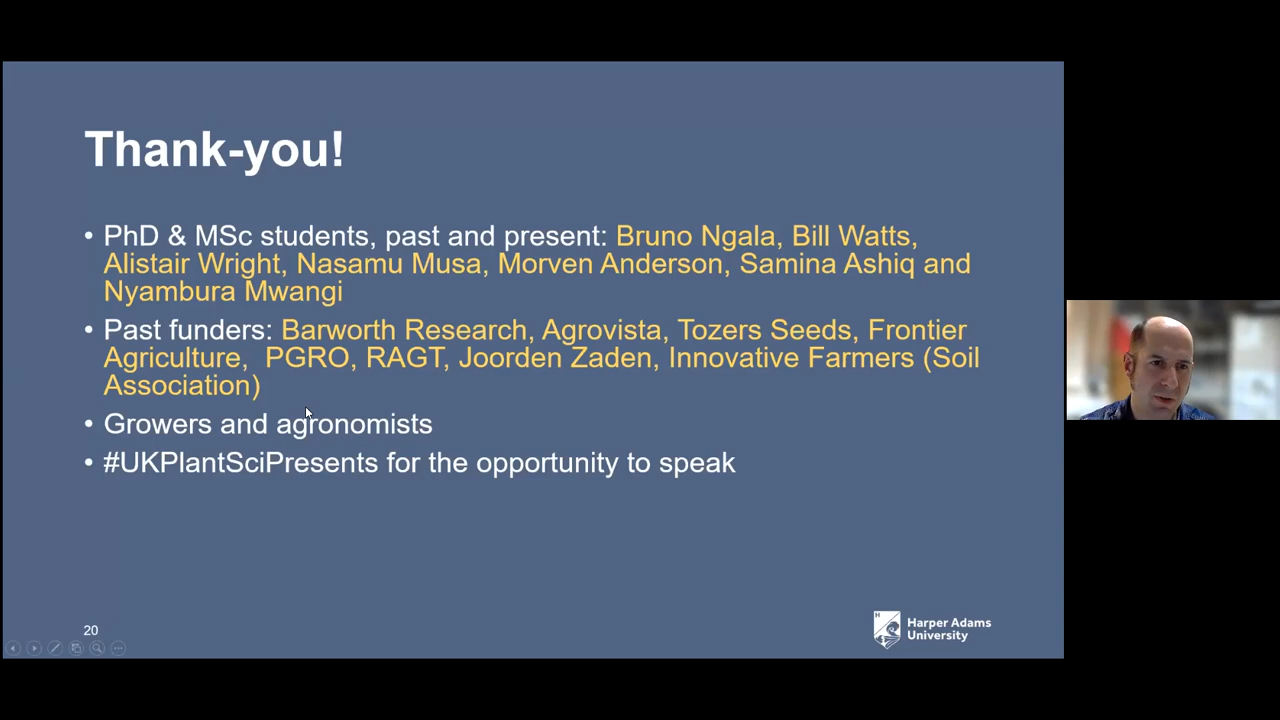 Thank-you!
• PhD & MSc students, past and present: Bruno Ngala, Bill Watts,
Alistair Wright, Nasamu Musa, Morven Anderson, Samina Ashiq and
Nyambura Mwangi
• Past funders: Barworth Research, Agrovista, Tozers Seeds, Frontier
Agriculture,  PGRO, RAGT, Joorden Zaden, Innovative Farmers (Soil
Association)
• Growers and agronomists
• #UKPlantSciPresents for the opportunity to speak
20
H
Harper Adams
University